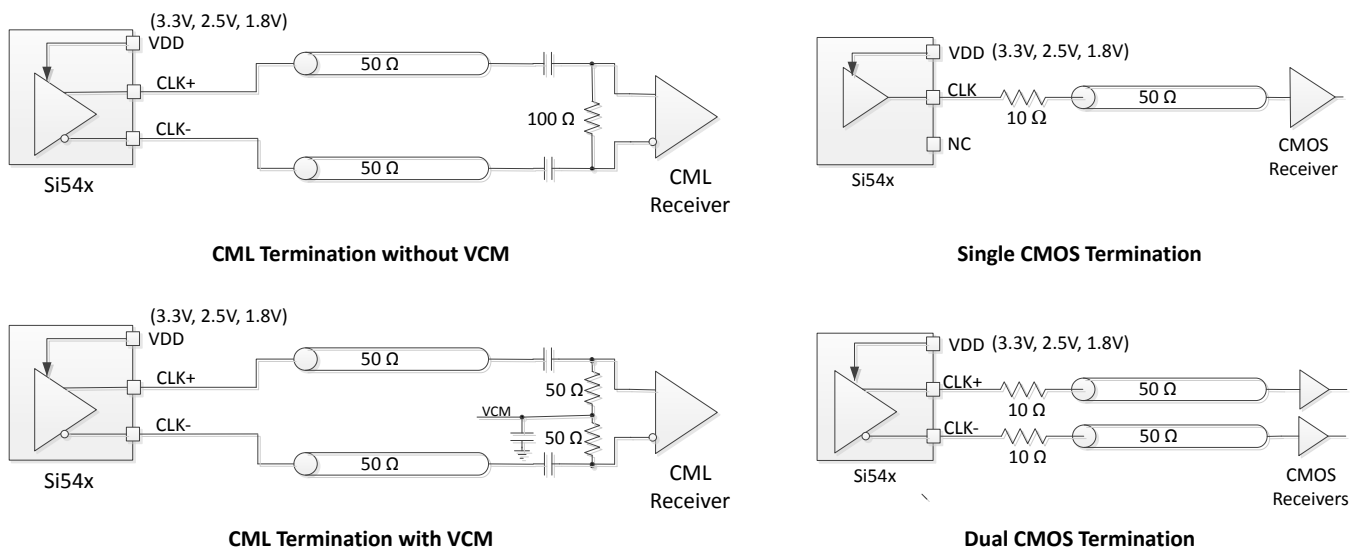 (3.3V, 2.5V, 1.8V)
VDD
CLK+
50 Ω
100 Ω
CLK-
50 Ω
Si54x
CML
Receiver
CML Termination without VCM
VDD (3.3V, 2.5V, 1.8V)
CLK
10 Ω
50 Ω
NC
CMOS
Receiver
Si54x
Single CMOS Termination
(3.3V, 2.5V, 1.8V)
VDD
CLK+
50 Ω
50 Ω
VCM
50 Ω
CLK-
50 Ω
Si54x
CML
Receiver
CML Termination with VCM
VDD (3.3V, 2.5V, 1.8V)
CLK+
10 Ω
50 Ω
CLK-
10 Ω
50 Ω
Si54x
CMOS
Receivers
Dual CMOS Termination